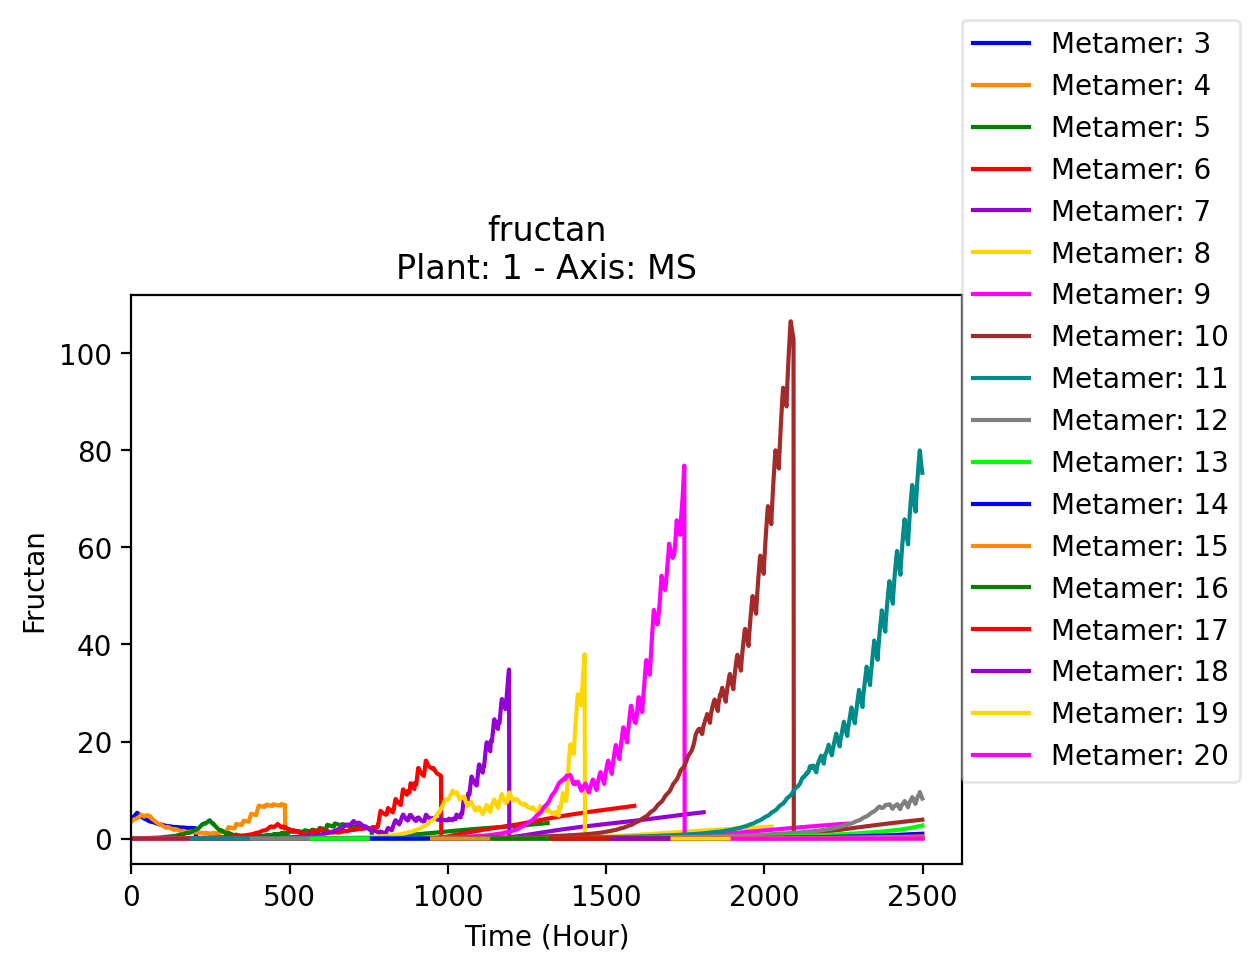 fructan
Plant: 1 - Axis: MS
Fructan
100
80
60
40
20
0
0 500 1000 1500 2000 2500
Time (Hour)
Metamer: 3
Metamer: 4
Metamer: 5
Metamer: 6
Metamer: 7
Metamer: 8
Metamer: 9
Metamer: 10
Metamer: 11
Metamer: 12
Metamer: 13
Metamer: 14
Metamer: 15
Metamer: 16
Metamer: 17
Metamer: 18
Metamer: 19
Metamer: 20